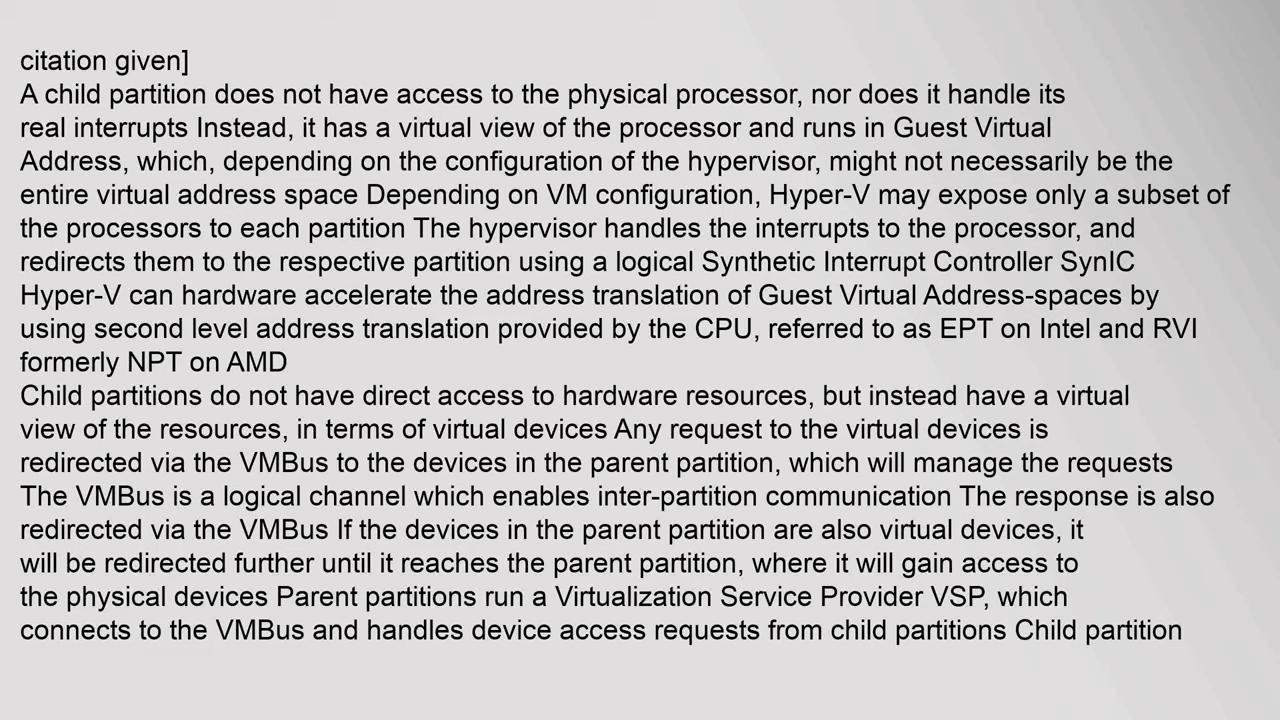 citation given]
A child partition does not have access to the physical processor, nor does it handle its
real interrupts Instead, it has a virtual view of the processor and runs in Guest Virtual
Address, which, depending on the configuration of the hypervisor, might not necessarily be the
entire virtual address space Depending on VM configuration, Hyper-V may expose only a subset of
the processors to each partition The hypervisor handles the interrupts to the processor, and
redirects them to the respective partition using a logical Synthetic Interrupt Controller SynIC
Hyper-V can hardware accelerate the address translation of Guest Virtual Address-spaces by
using second level address translation provided by the CPU, referred to as EPT on Intel and RVI
formerly NPT on AMD
Child partitions do not have direct access to hardware resources, but instead have a virtual
view of the resources, in terms of virtual devices Any request to the virtual devices is
redirected via the VMBus to the devices in the parent partition, which will manage the requests
The VMBus is a logical channel which enables inter-partition communication The response is also
redirected via the VMBus If the devices in the parent partition are also virtual devices, it
will be redirected further until it reaches the parent partition, where it will gain access to
the physical devices Parent partitions run a Virtualization Service Provider VSP, which
connects to the VMBus and handles device access requests from child partitions Child partition